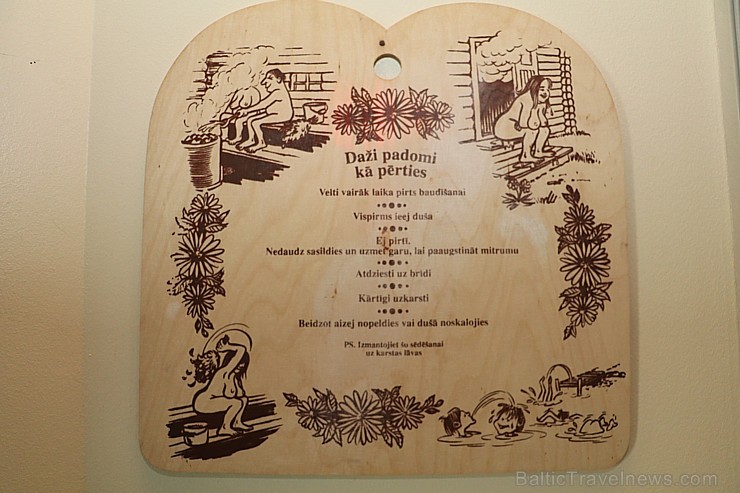 Daži padomi
kā pērties
Velti vairāk laika pirts baudīšanai
Vispirms ieej dušā
Ej pirtī.
Nedaudz sasildies un uzmet garu, lai paaugstināt mitrumu
Atdziesti uz brīdi
Kārtīgi uzkarsti
Beidzot aizej nopeldies vai dušā noskalojies
PS. Izmantojiet šo sēdēšanai
uz karstas lāvas
BalticTravelnews.com